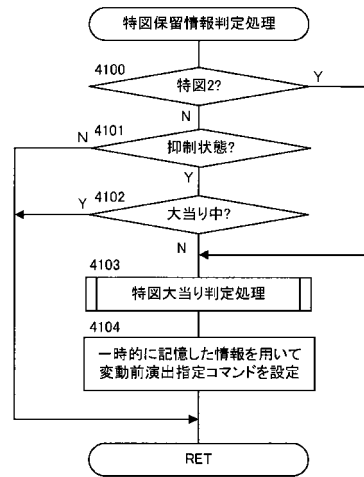 特図保留情報判定処理
4100
特図2?
Y
N
4101
N
抑制状態?
Y
4102
Y
大当り中?
N
4103
特図大当り判定処理
4104
一時的に記憶した情報を用いて
変動前演出指定コマンドを設定
RET